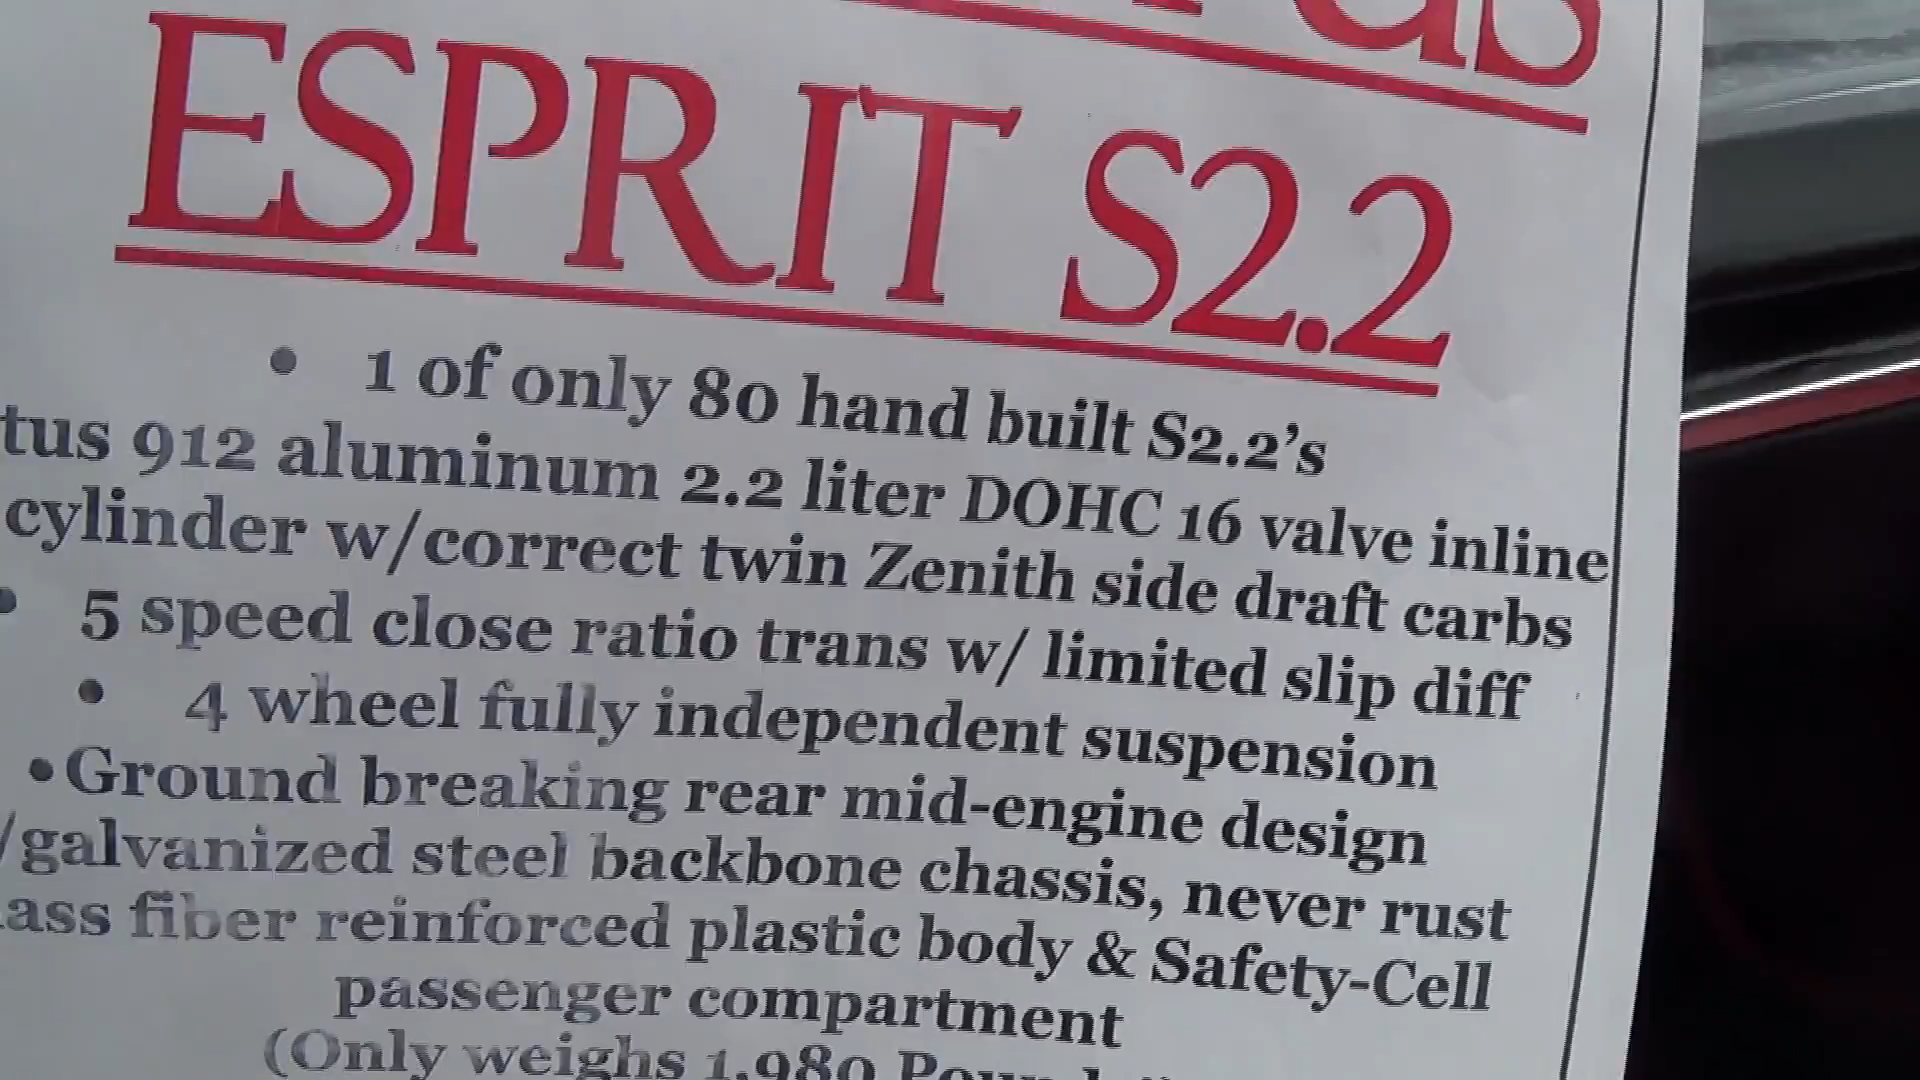 ESPRIT S2.2
• 1 of only 80 hand built S2.2's
912 aluminum 2.2 liter DOHC 16 valve inline
cylinder w/correct twin Zenith side draft carbs
• 5 speed close ratio trans w/ limited slip diff
• 4 wheel fully independent suspension
• Ground breaking rear mid-engine design
/galvanized steel backbone chassis, never rust
fiber reinforced plastic body & Safety-Cell
passenger compartment
(Only weighs 1,980